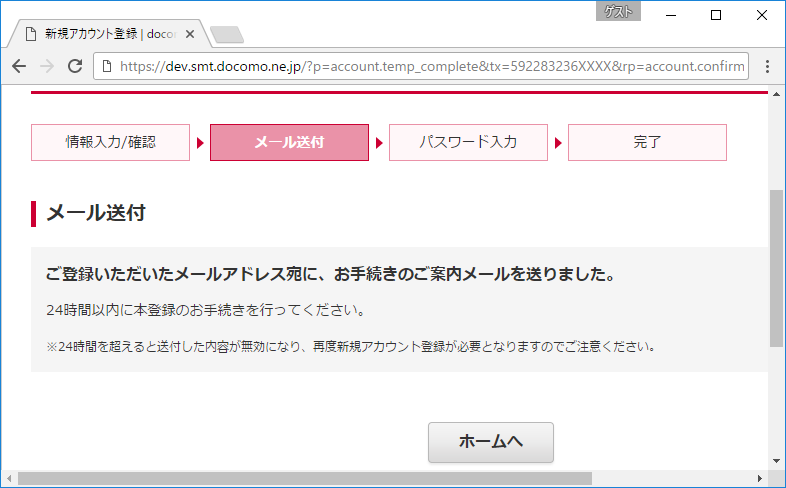 ゲスト
新規アカウント登録 | doco
https://dev.smt.docomo.ne.jp/?p=account.temp_complete&tx=592283236XXXX&rp=account.confirm
情報入力/確認
メール送付
パスワード入力
完了
メール送付
ご登録いただいたメールアドレス宛に、お手続きのご案内メールを送りました。
24時間以内に本登録のお手続きを行ってください。
※24時間を超えると送付した内容が無効になり、再度新規アカウント登録が必要となりますのでご注意ください。
ホームへ